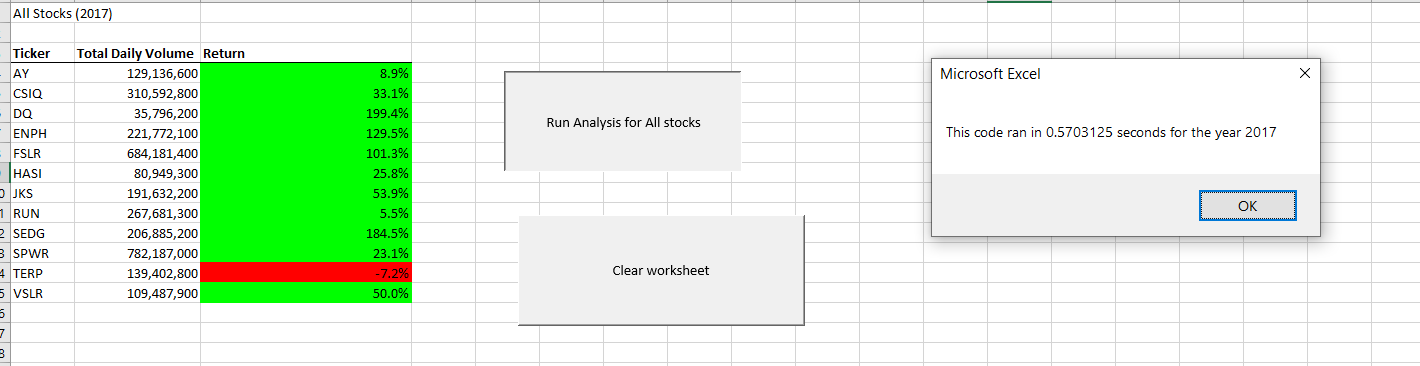 All Stocks (2017)
Ticker Total Daily Volume Return
AY 129,136,600 8.9%
CSIQ 310,592,800 33.1%
DQ 35,796,200 199.4%
ENPH 221,772,100 129.5%
FSLR 684,181,400 101.3%
HASI 80,949,300 25.8%
JKS 191,632,200 53.9%
RUN 267,681,300 5.5%
SEDG 206,885,200 184.5%
SPWR 782,187,000 23.1%
TERP 139,402,800 -7.2%
VSLR 109,487,900 50.0%
Run Analysis for All stocks
Clear worksheet
Microsoft Excel
This code ran in 0.5703125 seconds for the year 2017
OK